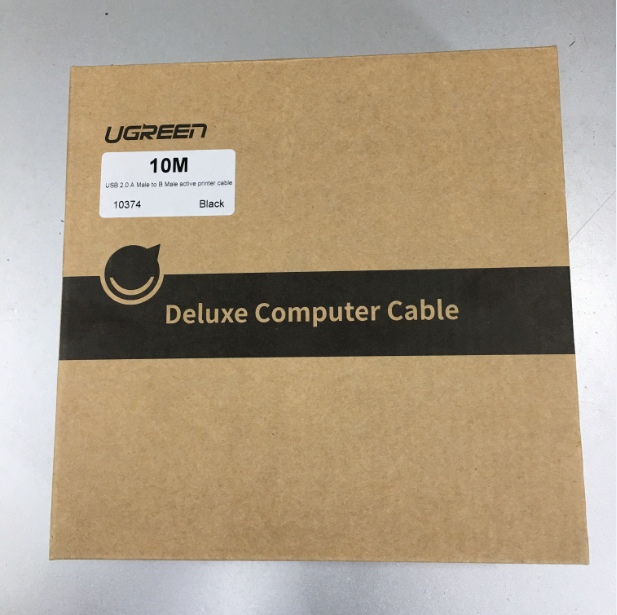 UGREEN
10M
USB 2.0 A Male to B Male active printer cable
10374 Black
Deluxe Computer Cable